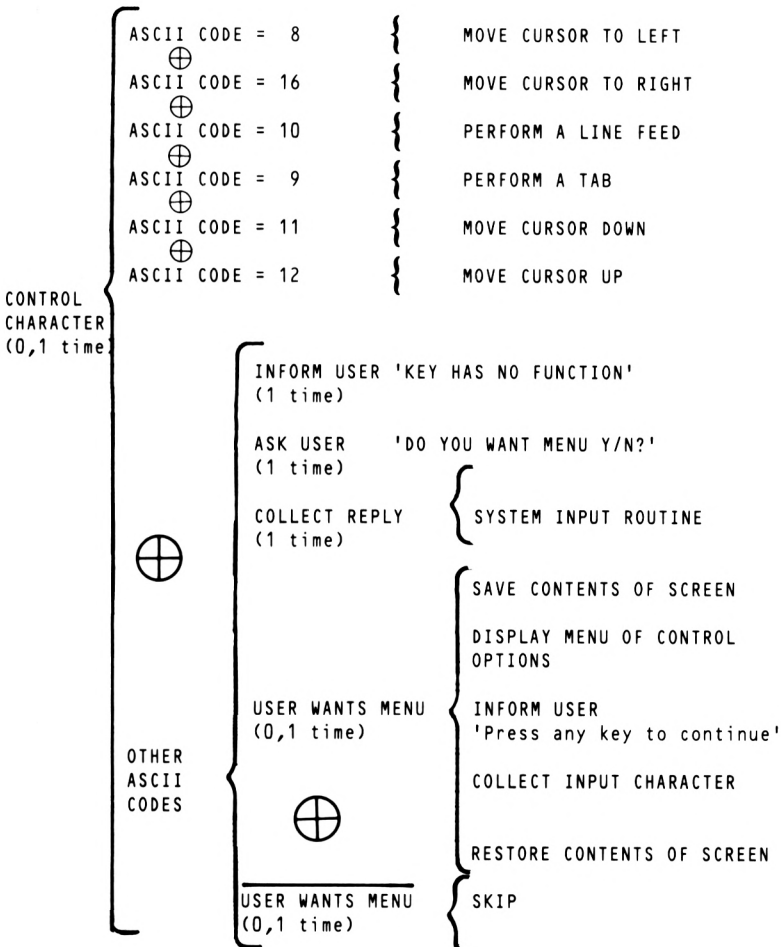 ASCII CODE = 8 MOVE CURSOR TO LEFT
ASCII CODE = 16 MOVE CURSOR TO RIGHT
ASCII CODE = 10 PERFORM A LINE FEED
ASCII CODE = 9 PERFORM A TAB
ASCII CODE = 11 MOVE CURSOR DOWN
ASCII CODE = 12 MOVE CURSOR UP
CONTROL
CHARACTER
(0,1 time)
INFORM USER 'KEY HAS NO FUNCTION'
(1 time)
ASK USER 'DO YOU WANT MENU Y/N?'
(1 time)
COLLECT REPLY SYSTEM INPUT ROUTINE
(1 time)
SAVE CONTENTS OF SCREEN
DISPLAY MENU OF CONTROL
OPTIONS
USER WANTS MENU INFORM USER
(0,1 time) 'Press any key to continue'
OTHER
ASCII COLLECT INPUT CHARACTER
CODES
RESTORE CONTENTS OF SCREEN
USER WANTS MENU SKIP
(0,1 time)